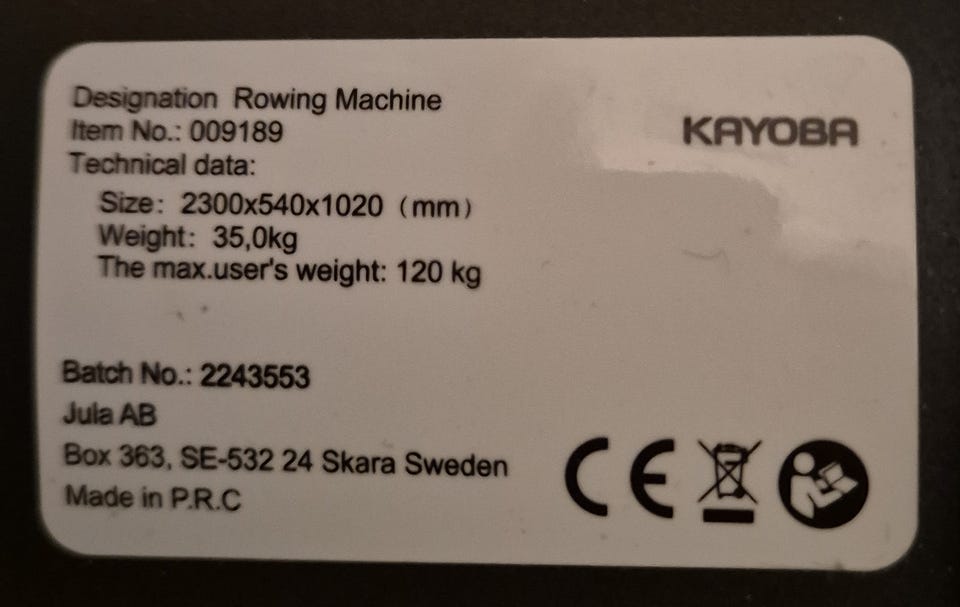 Designation Rowing Machine
KAYOBA
Item No.: 009189
Technical data:
Size: 2300x540x1020 (mm)
Weight: 35,0kg
The max.user's weight: 120 kg
Batch No.: 2243553
Jula AB
Box 363, SE-532 24 Skara Sweden
Made in P.R.C
CE